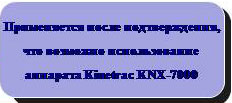 Применяется после подтверждения,
что возможно использование
аппарата Kinetrac KNX-7000